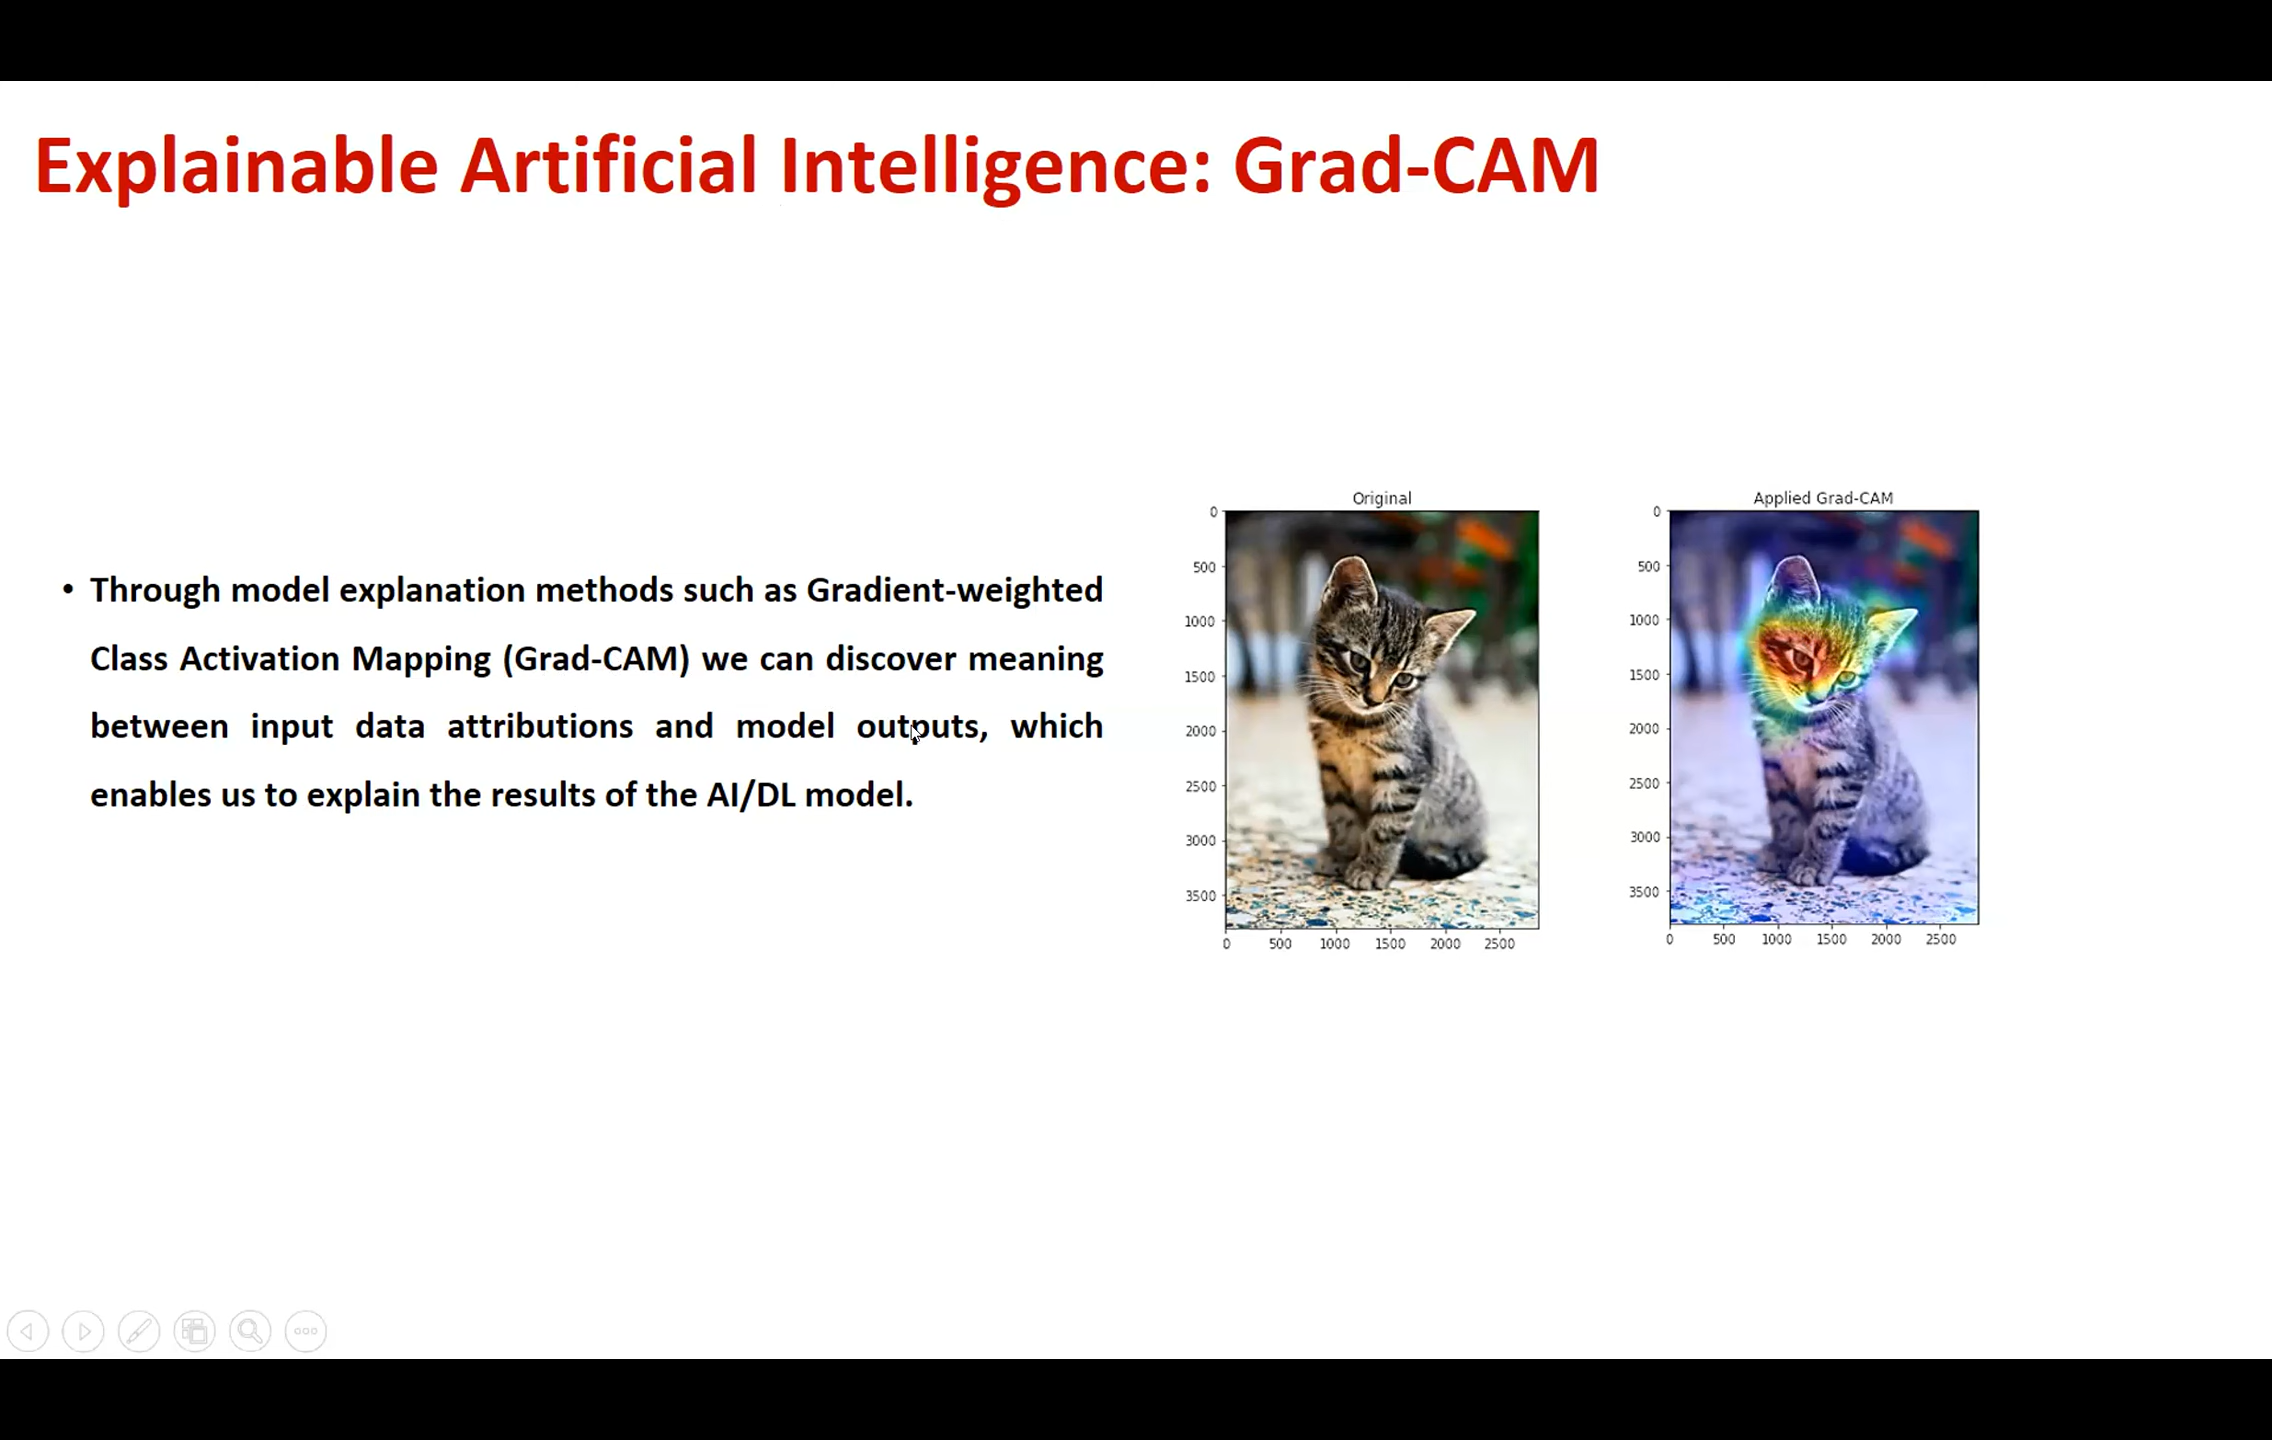 Explainable Artificial Intelligence: Grad-CAM
• Through model explanation methods such as Gradient-weighted
Class Activation Mapping (Grad-CAM) we can discover meaning
between input data attributions and model outputs, which
enables us to explain the results of the AI/DL model.
Original
0
500
1000
1500
2000
2500
3000
3500
0 500 1000 1500 2000 2500
Applied Grad-CAM
0
500
1000
1500
2000
2500
3000
3500
0 500 1000 1500 2000 2500